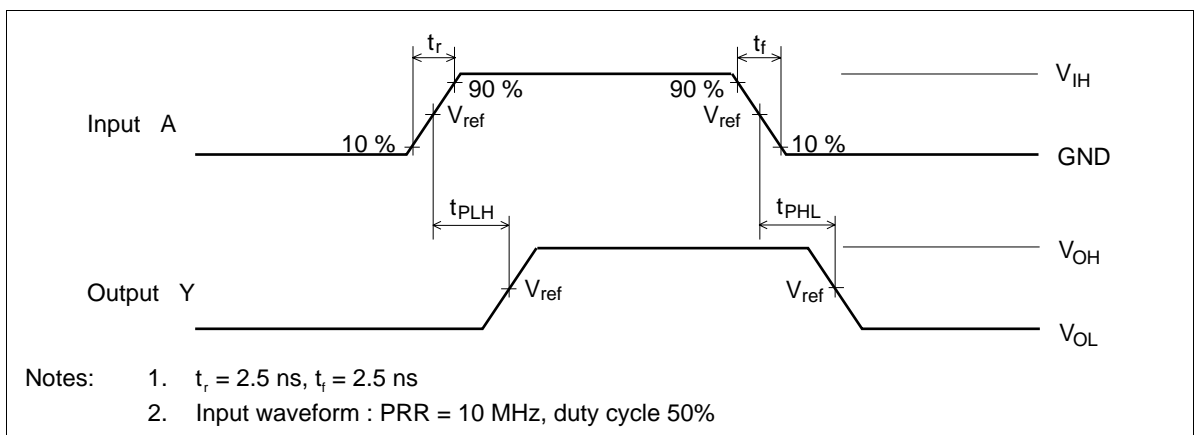 tr tf
90 % 90 % VIH
Input A Vref Vref
10 % 10 % GND
tPLH tPHL
VOH
Output Y Vref Vref
VOL
Notes: 1. tr = 2.5 ns, tf = 2.5 ns
2. Input waveform : PRR = 10 MHz, duty cycle 50%